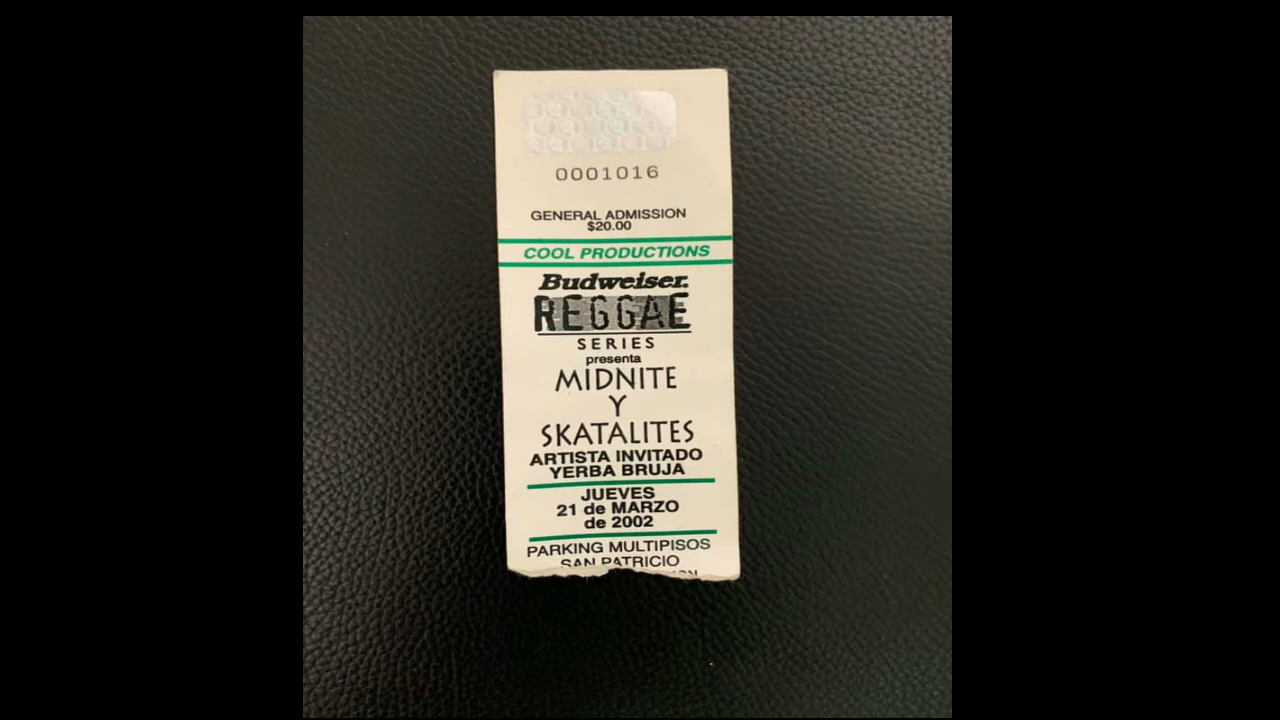 0001016
GENERAL ADMISSION
$20.00
COOL PRODUCTIONS
Budweiser.
REGGAE
SERIES
presenta
MIDNITE
Y
SKATALITES
ARTISTA INVITADO
YERBA BRUJA
JUEVES
21 de MARZO
de 2002
PARKING MULTIPISOS
SAN PATRICIO